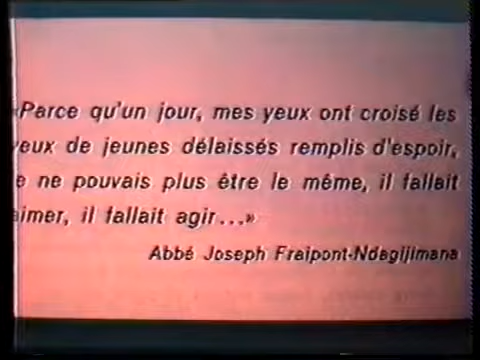 «Parce qu'un jour, mes yeux ont croisé les
yeux de jeunes délaissés remplis d'espoir,
e ne pouvais plus être le même, il fallait
aimer, il fallait agir...»
Abbé Joseph Fraipont-Ndagijimana